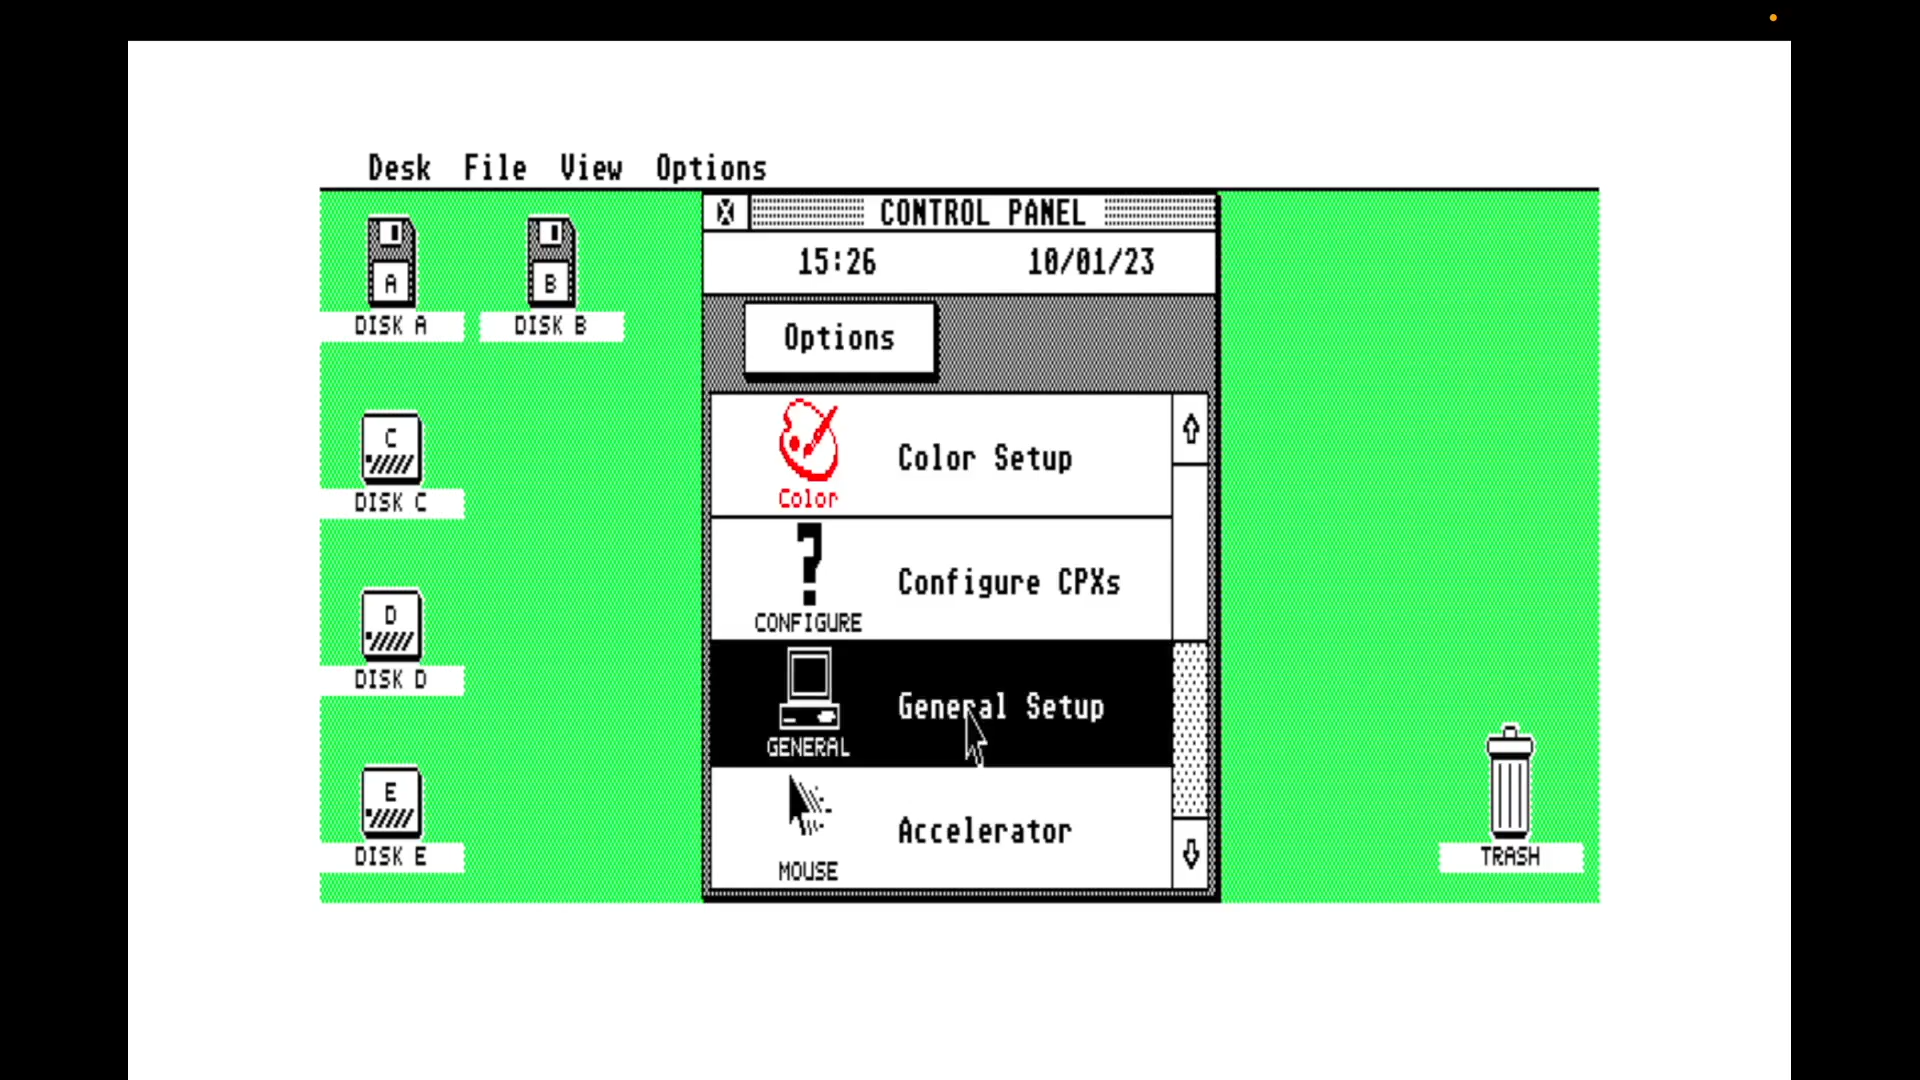 Desk File View Options
CONTROL PANEL
15:26 10/01/23
Options
A
DISK A
B
DISK B
C
DISK C
D
DISK D
E
DISK E
Color
Color Setup
?
CONFIGURE
Configure CPXs
GENERAL
General Setup
MOUSE
Accelerator
TRASH